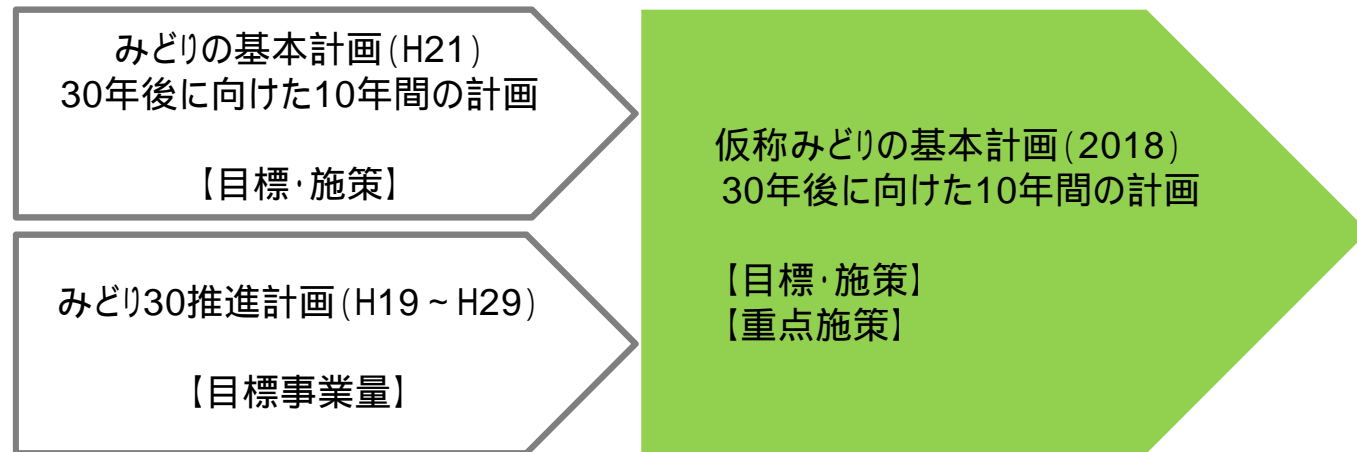 みどりの基本計画(H21)
30年後に向けた10年間の計画
【目標・施策】
みどり30推進計画(H19~H29)
【目標事業量】
仮称みどりの基本計画(2018)
30年後に向けた10年間の計画
【目標・施策】
【重点施策】